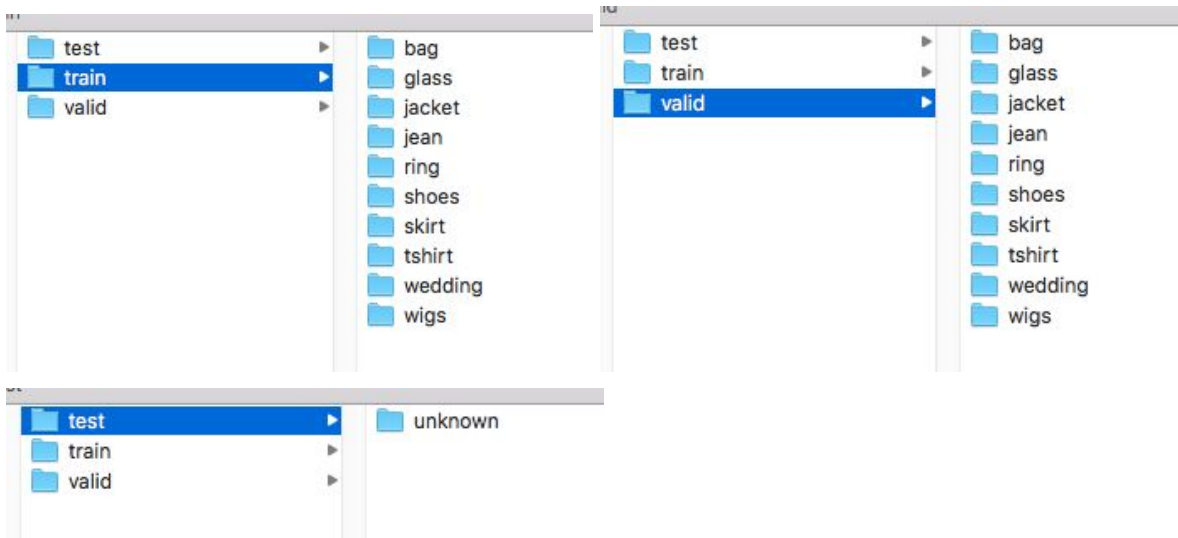 test
train
valid
bag
glass
jacket
jean
ring
shoes
skirt
tshirt
wedding
wigs
test
train
valid
bag
glass
jacket
jean
ring
shoes
skirt
tshirt
wedding
wigs
test
train
valid
unknown